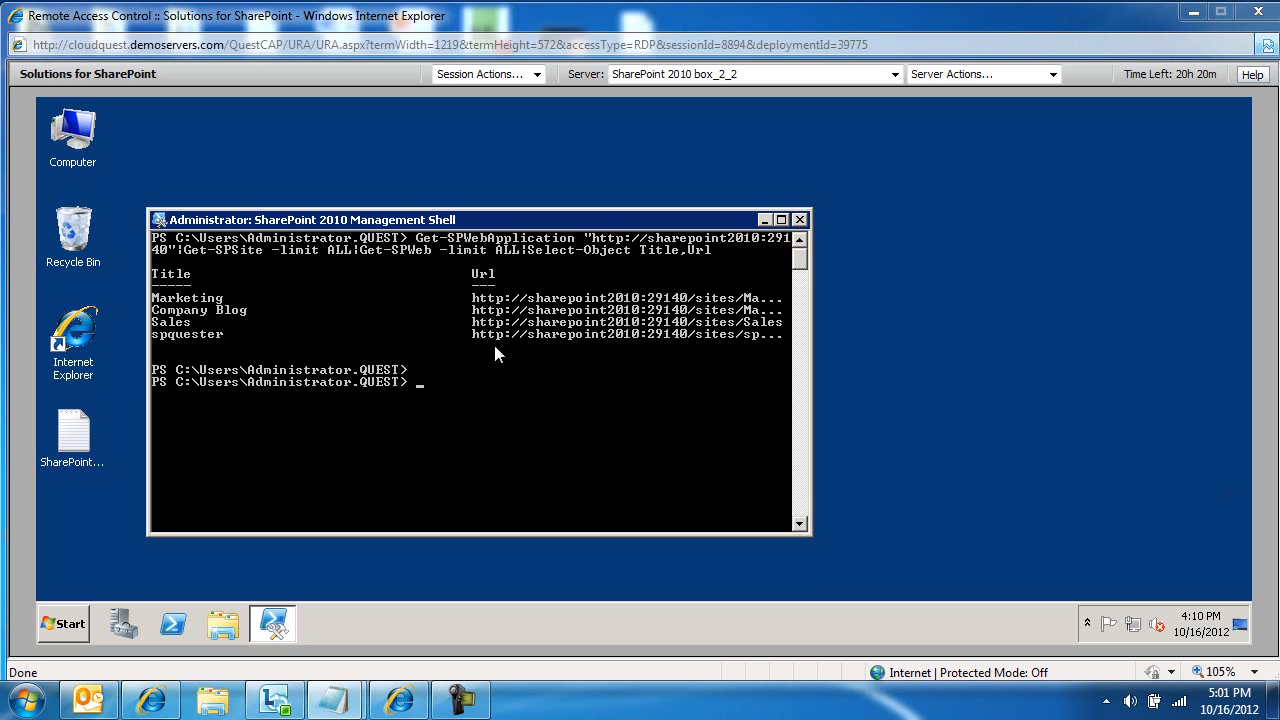 Remote Access Control :: Solutions for SharePoint - Windows Internet Explorer
http://cloudquest.demoservers.com/QuestCAP/URA/URA.aspx?termWidth=1219&termHeight=572&accessType=RDP&sessionId=8894&deploymentId=39775
Solutions for SharePoint
Session Actions...
Server:
SharePoint 2010 box_2_2
Server Actions...
Time Left: 20h 20m
Help
Computer
Recycle Bin
Internet
Explorer
SharePoint...
Administrator: SharePoint 2010 Management Shell
PS C:\Users\Administrator.QUEST> Get-SPWebApplication "http://sharepoint2010:291
40"|Get-SPSite -limit ALL|Get-SPWeb -limit ALL|Select-Object Title,Url
Title Url
----- ---
Marketing http://sharepoint2010:29140/sites/Ma...
Company Blog http://sharepoint2010:29140/sites/Ma...
Sales http://sharepoint2010:29140/sites/Sales
spquester http://sharepoint2010:29140/sites/sp...
PS C:\Users\Administrator.QUEST>
PS C:\Users\Administrator.QUEST> _
Start
4:10 PM
10/16/2012
Done
Internet | Protected Mode: Off
105%
5:01 PM
10/16/2012